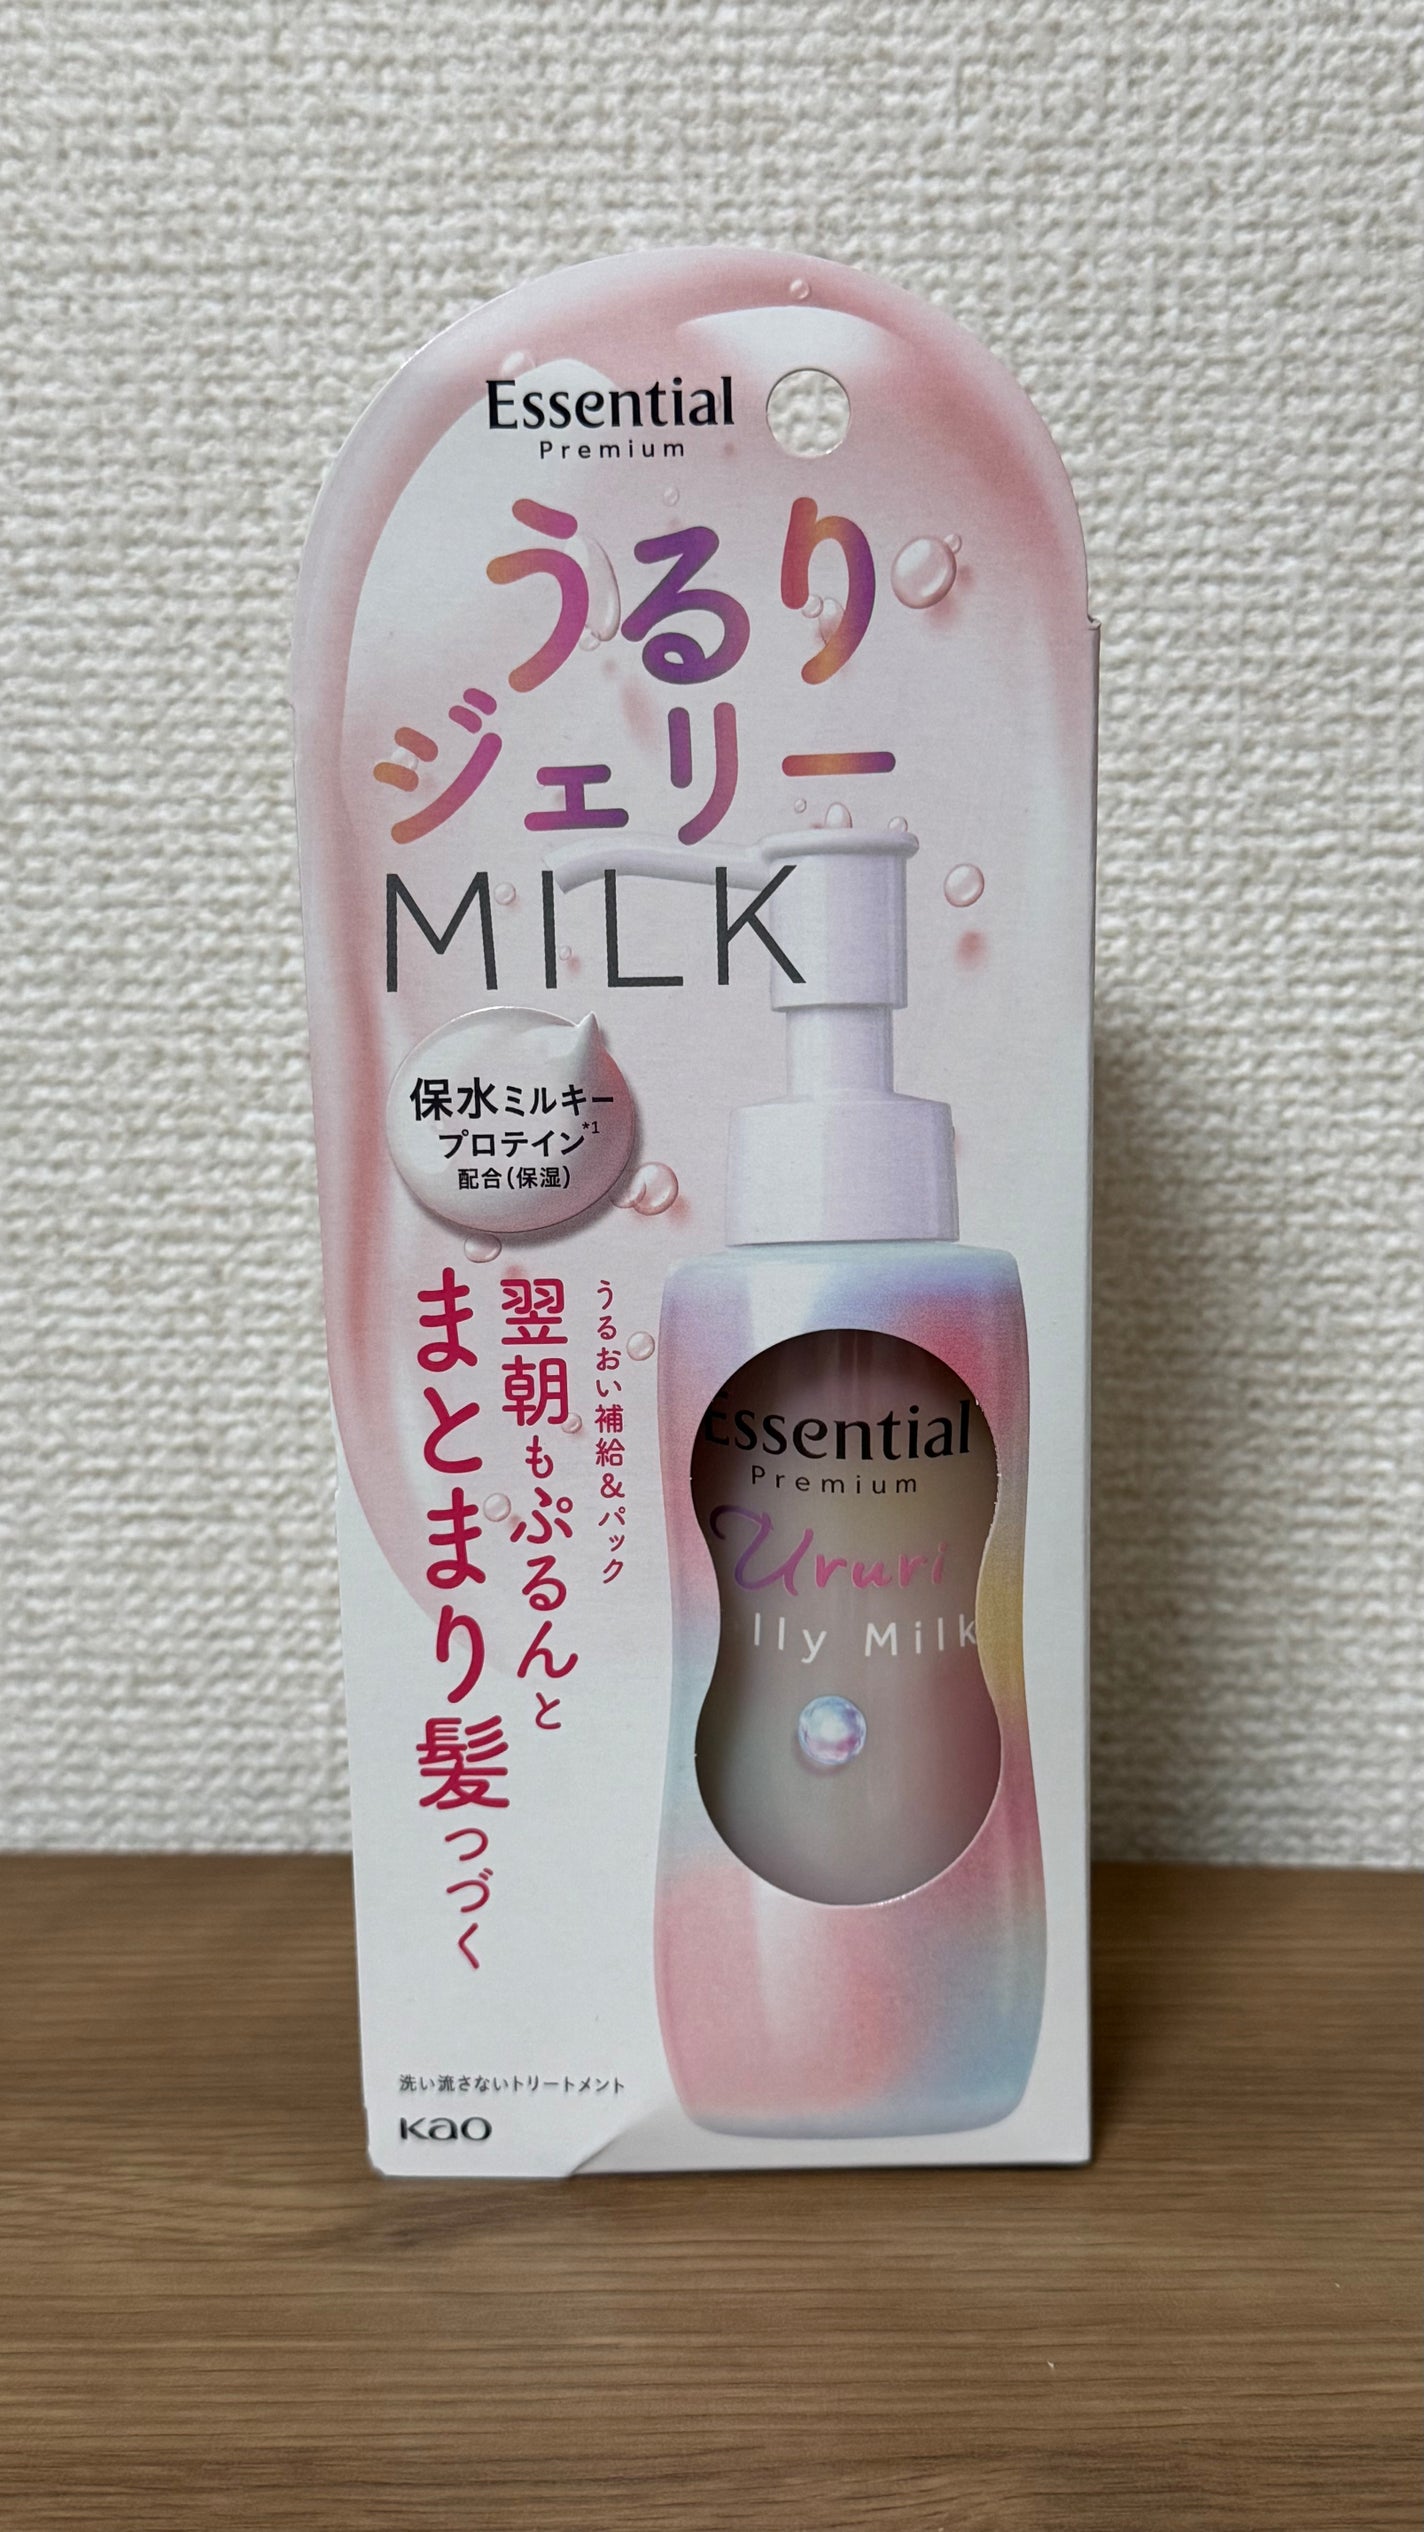 Essential
Premium
うるり
ジェリー
MILK
保水ミルキー
プロテイン*1
配合(保湿)
うるおい補給&パック
翌朝もぷるんと
まとまり髪つづく
Essential
Premium
Ururi
lly Milk
洗い流さないトリートメント
Kao